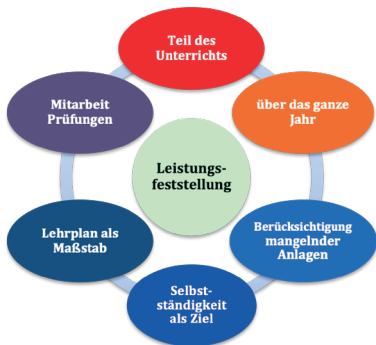 Teil des
Unterrichts
über das ganze
Jahr
Berücksichtigung
mangelnder
Anlagen
Selbst-
ständigkeit
als Ziel
Lehrplan als
Maßstab
Mitarbeit
Prüfungen
Leistungs-
feststellung